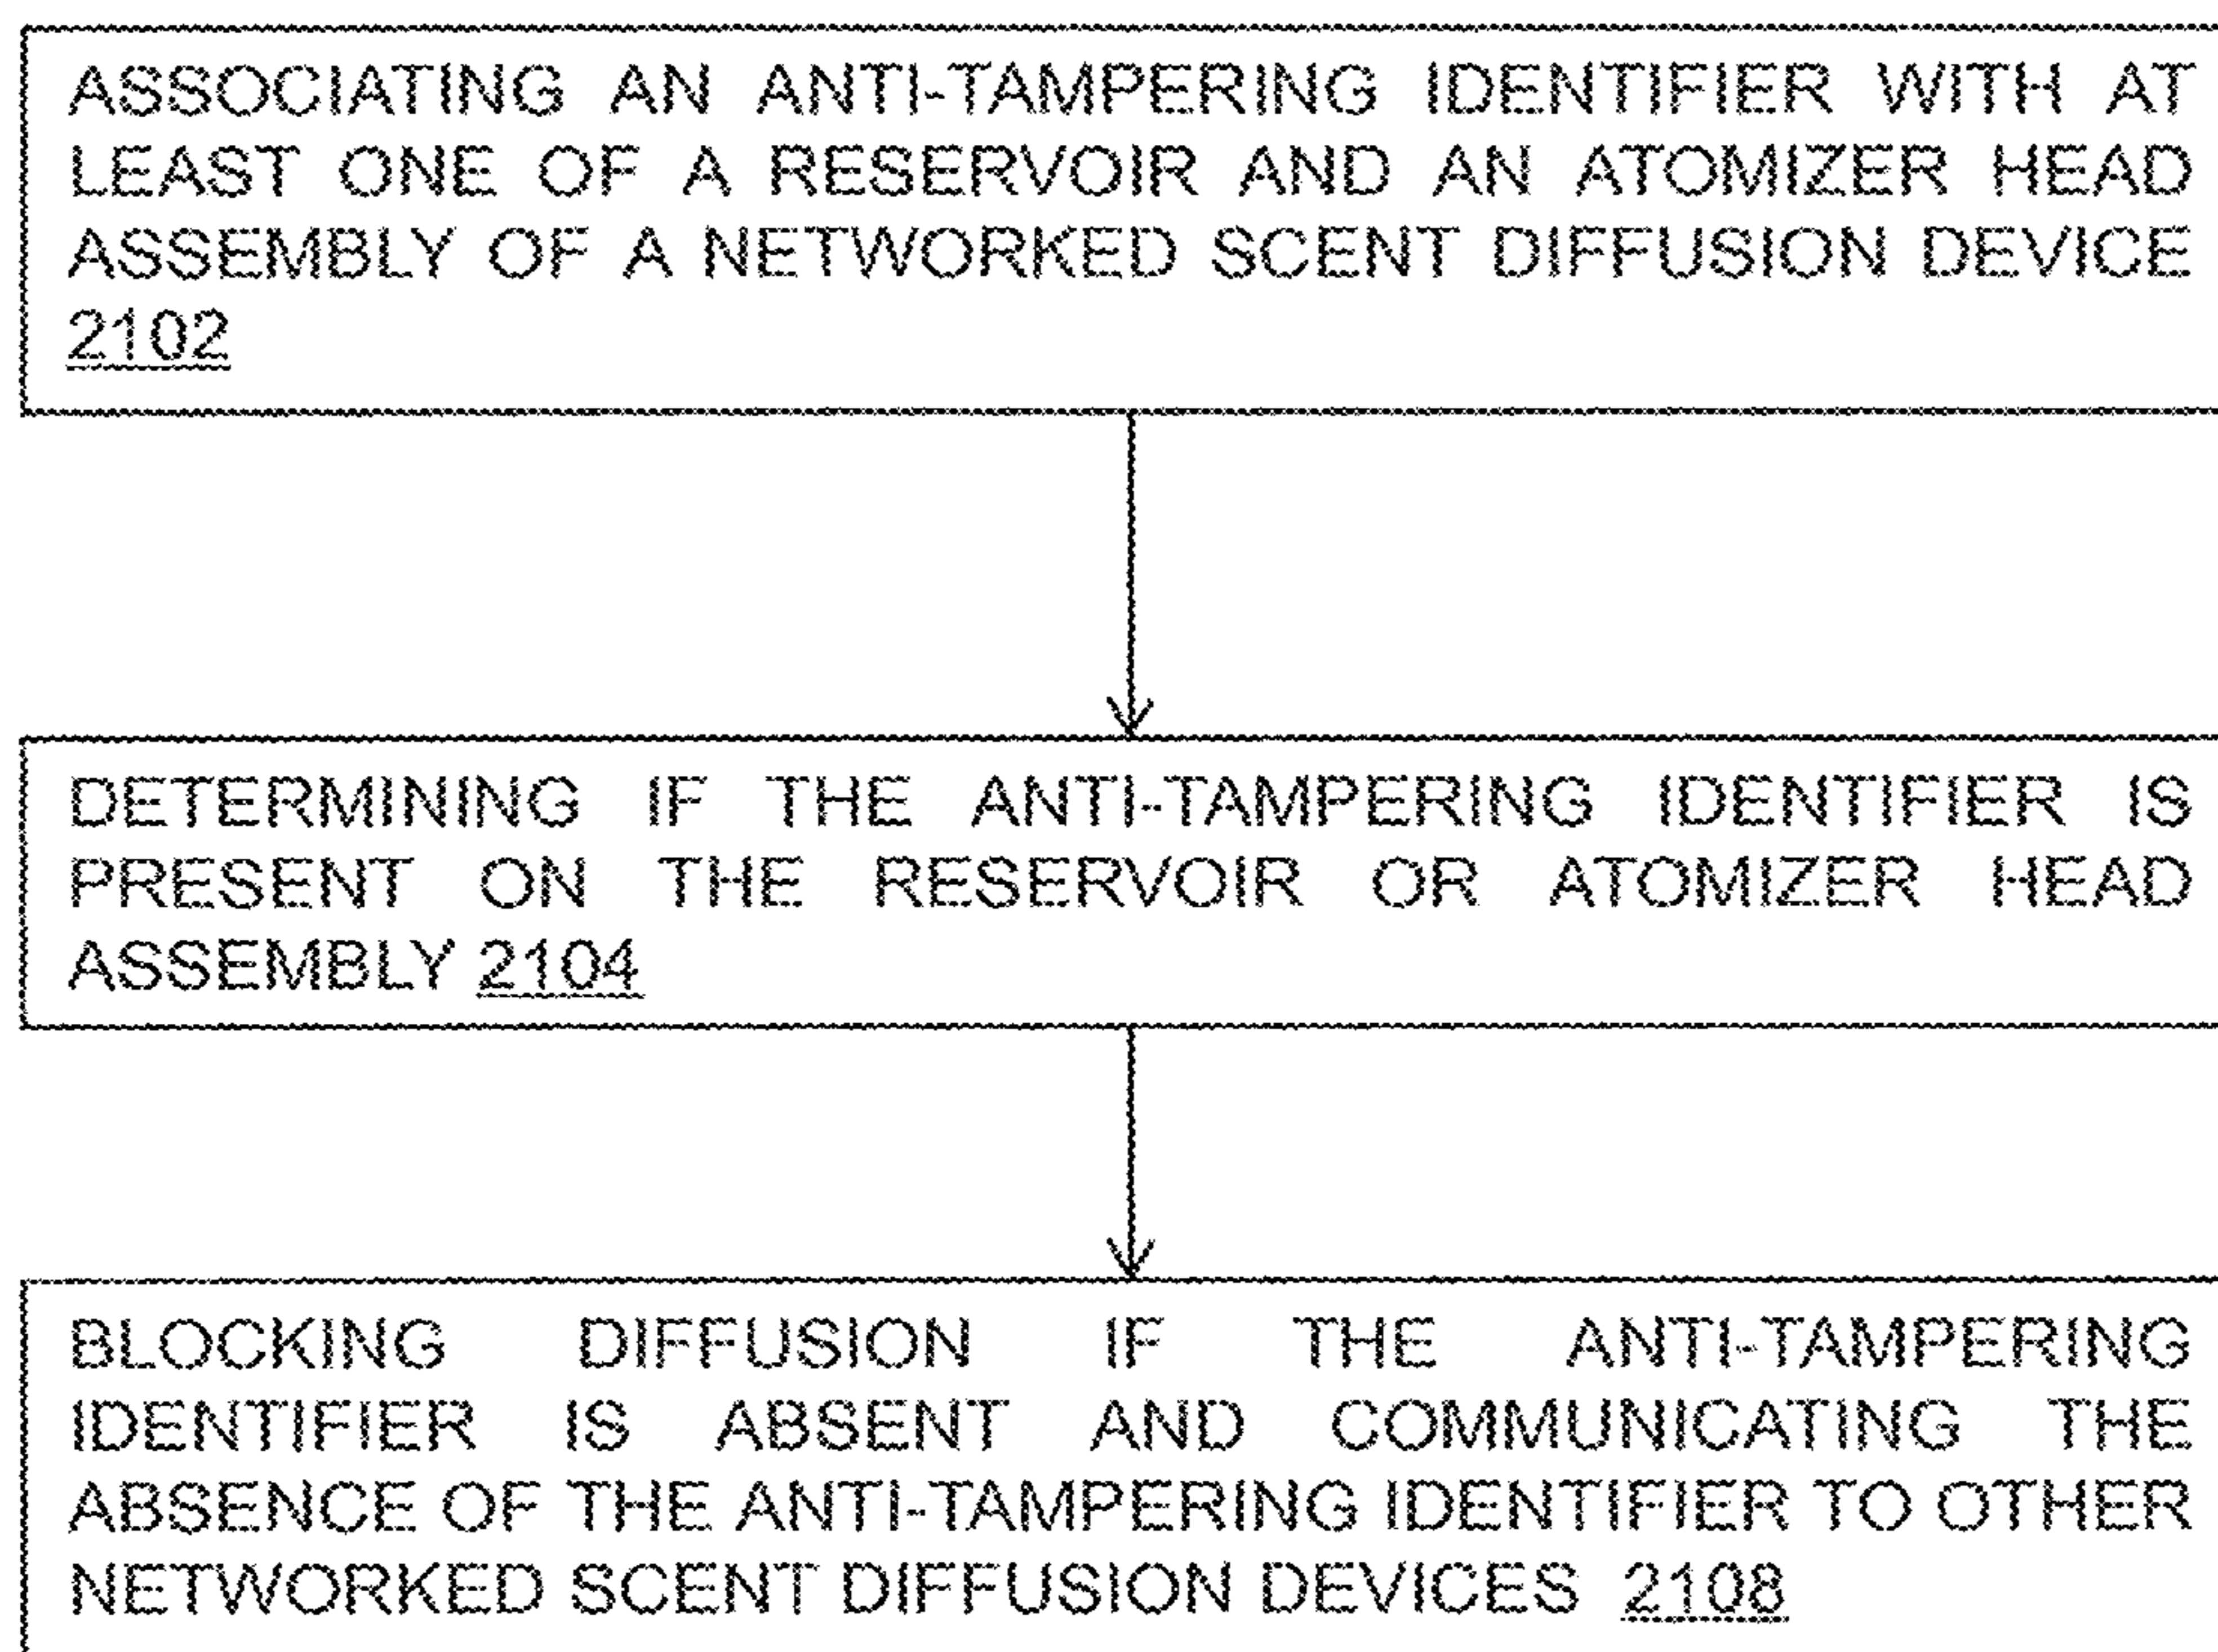 ASSOCIATING AN ANTI-TAMPERING IDENTIFIER WITH AT
LEAST ONE OF A RESERVOIR AND AN ATOMIZER HEAD
ASSEMBLY OF A NETWORKED SCENT DIFFUSION DEVICE
2102
DETERMINING IF THE ANTI-TAMPERING IDENTIFIER IS
PRESENT ON THE RESERVOIR OR ATOMIZER HEAD
ASSEMBLY 2104
BLOCKING DIFFUSION IF THE ANTI-TAMPERING
IDENTIFIER IS ABSENT AND COMMUNICATING THE
ABSENCE OF THE ANTI-TAMPERING IDENTIFIER TO OTHER
NETWORKED SCENT DIFFUSION DEVICES 2108